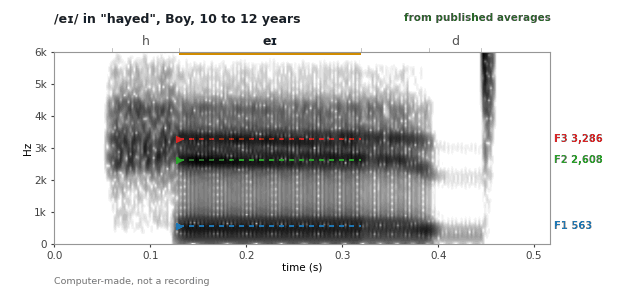 /eɪ/ in "hayed", Boy, 10 to 12 years
from published averages
h eɪ d
6k
5k
4k
3k
2k
1k
0
Hz
F3 3,286
F2 2,608
F1 563
0.0 0.1 0.2 0.3 0.4 0.5
time (s)
Computer-made, not a recording